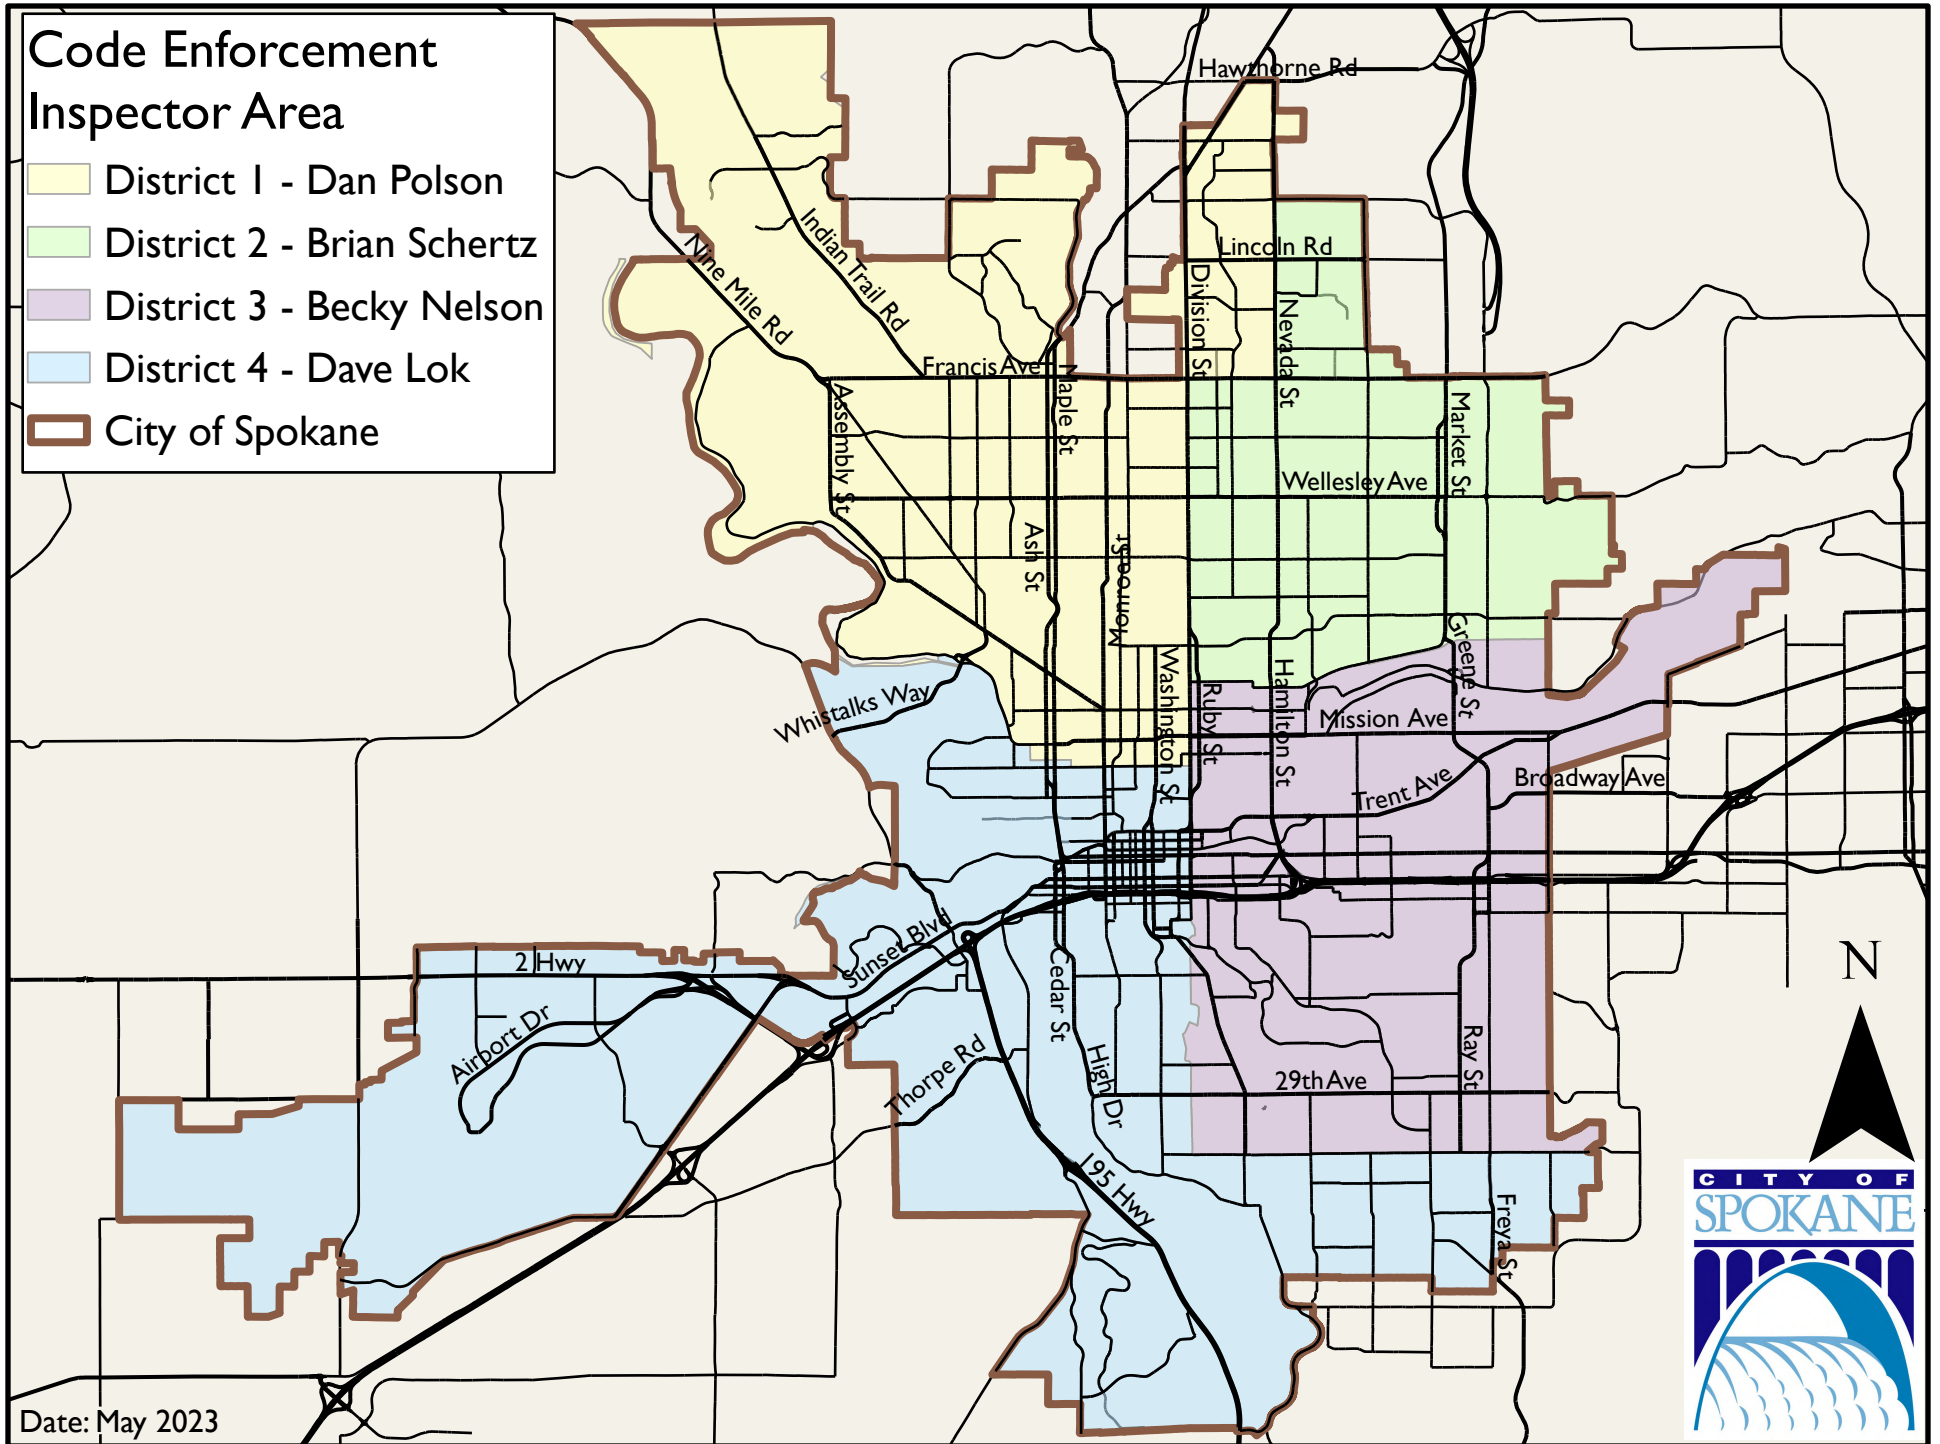 Code Enforcement
Inspector Area
District 1 - Dan Polson
District 2 - Brian Schertz
District 3 - Becky Nelson
District 4 - Dave Lok
City of Spokane
Hawthorne Rd
Indian Trail Rd
Nine Mile Rd
Lincoln Rd
Division St
Nevada St
Francis Ave
Maple St
Assembly St
Market St
Wellesley Ave
Ash St
Monroe St
Greene St
Washington St
Ruby St
Hamilton St
Whistalks Way
Mission Ave
Trent Ave
Broadway Ave
Sunset Blvd
2 Hwy
Cedar St
Airport Dr
Thorpe Rd
High Dr
Ray St
29th Ave
195 Hwy
Freya St
N
CITY OF
SPOKANE
Date: May 2023